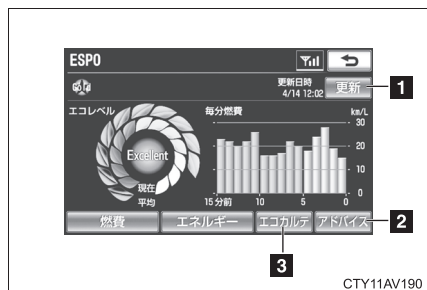 ESPO
更新日時
4/14 12:02
更新
1
エコレベル
毎分燃費
km/L
30
20
10
0
Excellent
現在
平均
15分前 10 5 0
燃費 エネルギー エコカルテ アドバイス
2
3
CTY11AV190